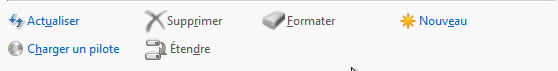 Actualiser Supprimer Formater Nouveau
Charger un pilote Étendre